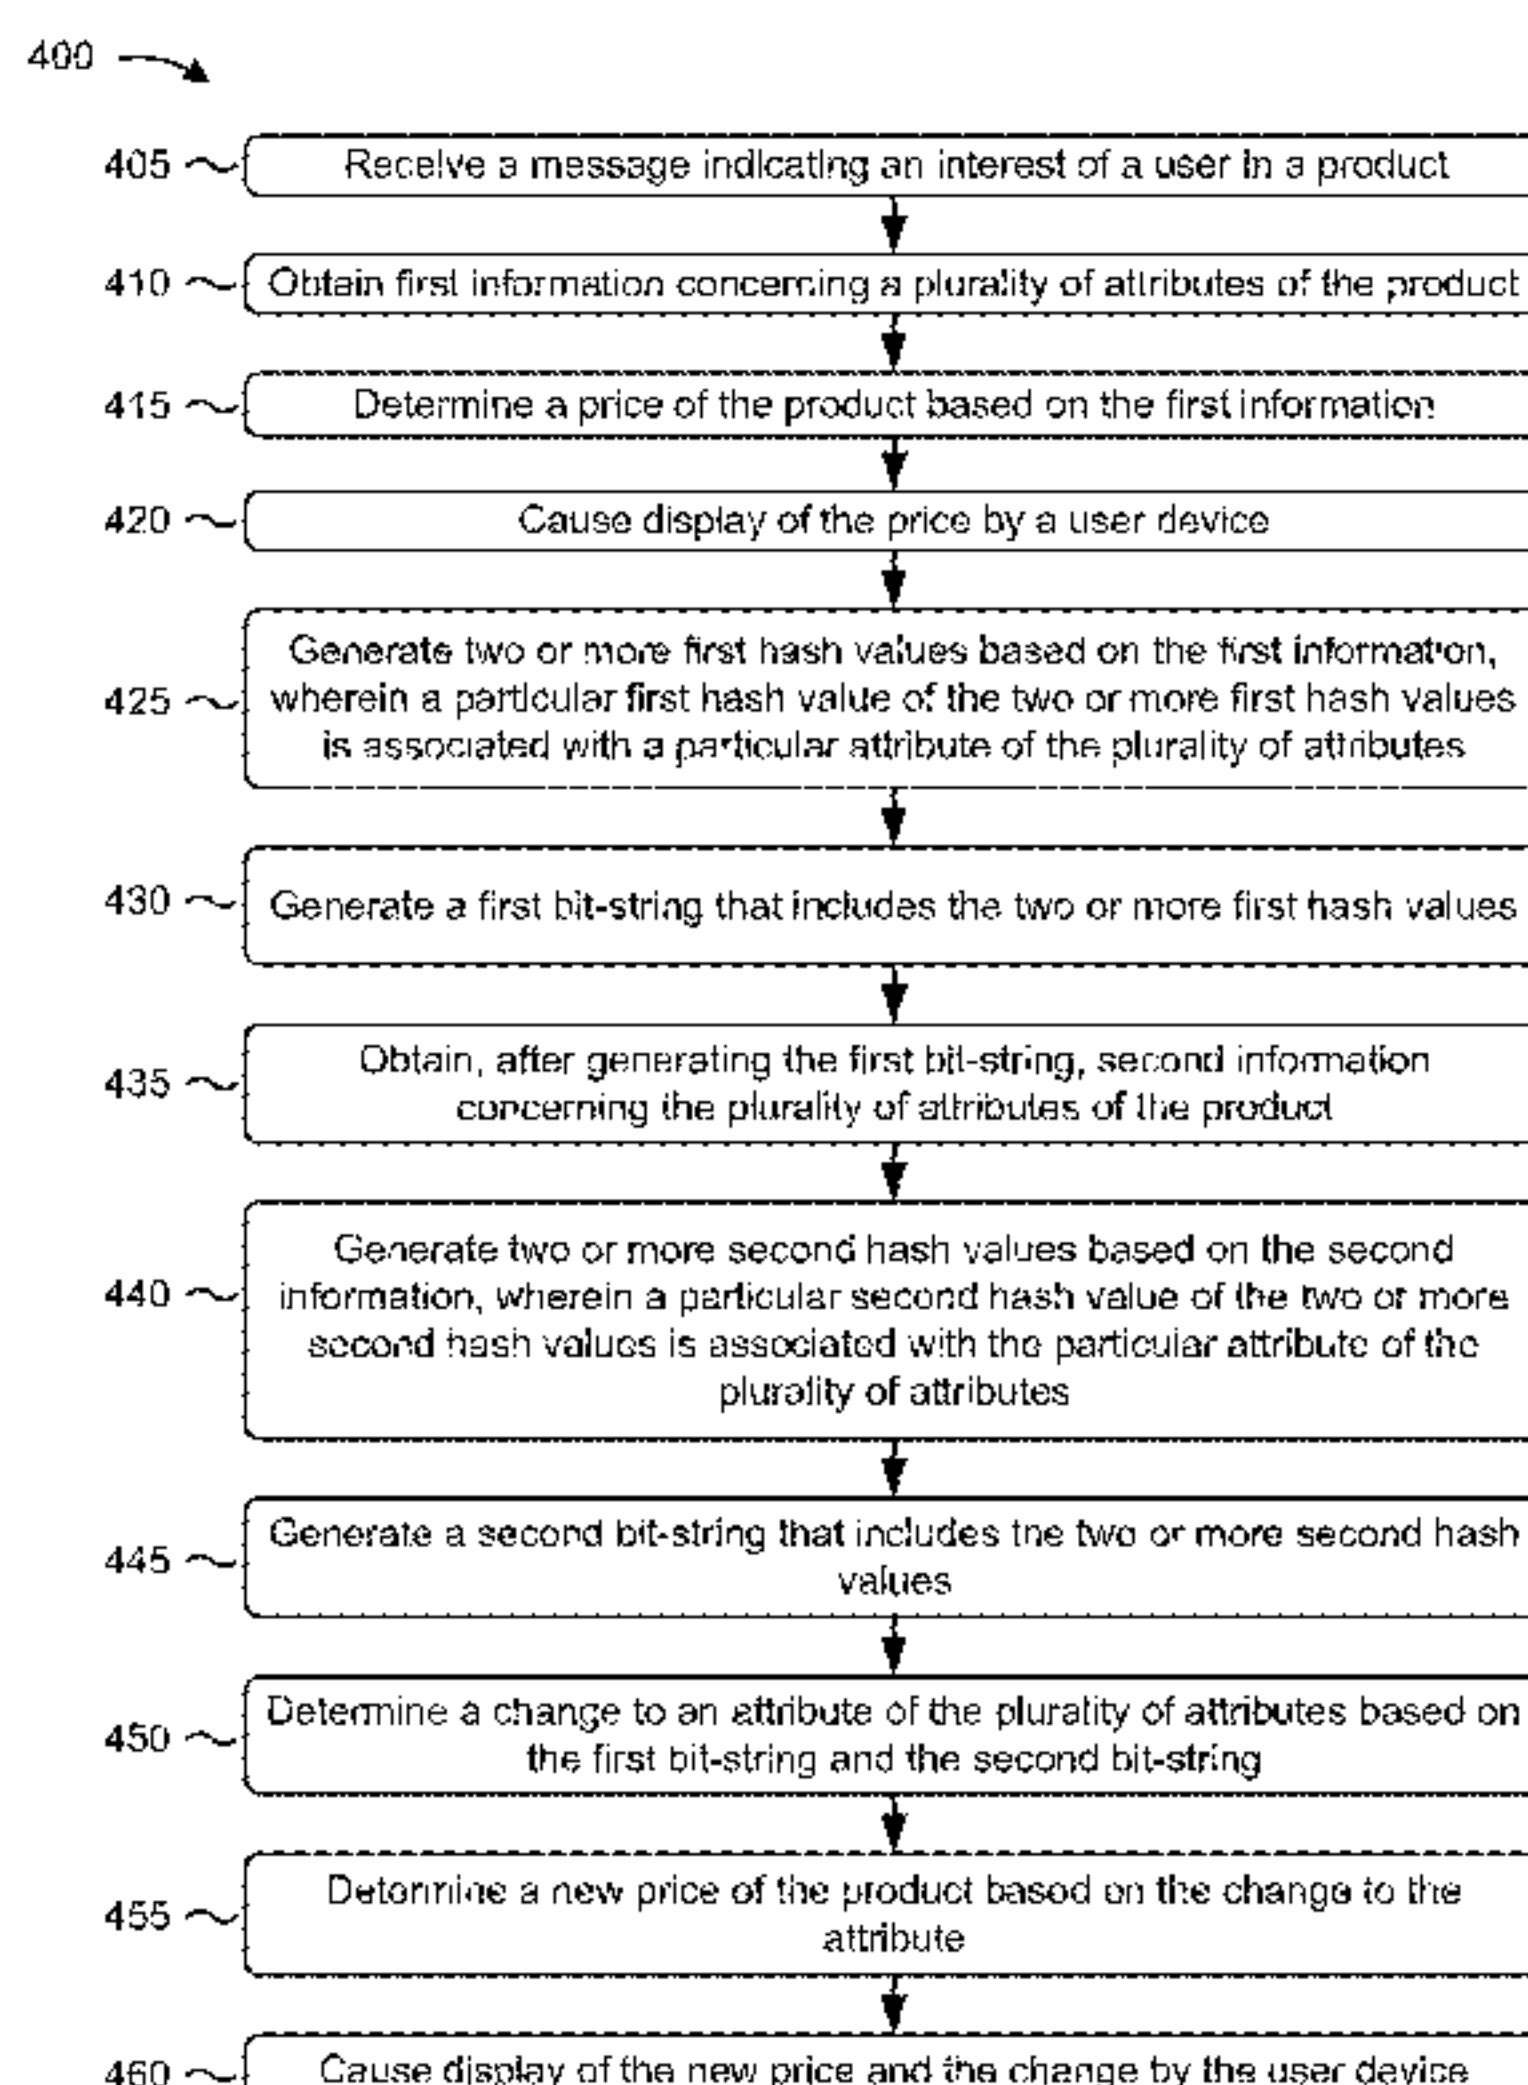 400
405 Receive a message indicating an interest of a user in a product
410 Obtain first information concerning a plurality of attributes of the product
415 Determine a price of the product based on the first information
420 Cause display of the price by a user device
Generate two or more first hash values based on the first information,
425 wherein a particular first hash value of the two or more first hash values
is associated with a particular attribute of the plurality of attributes
430 Generate a first bit-string that includes the two or more first hash values
435 Obtain, after generating the first bit-string, second information
concerning the plurality of attributes of the product
Generate two or more second hash values based on the second
440 information, wherein a particular second hash value of the two or more
second hash values is associated with the particular attribute of the
plurality of attributes
445 Generate a second bit-string that includes the two or more second hash
values
450 Determine a change to an attribute of the plurality of attributes based on
the first bit-string and the second bit-string
455 Determine a new price of the product based on the change to the
attribute
460 Cause display of the new price and the change by the user device